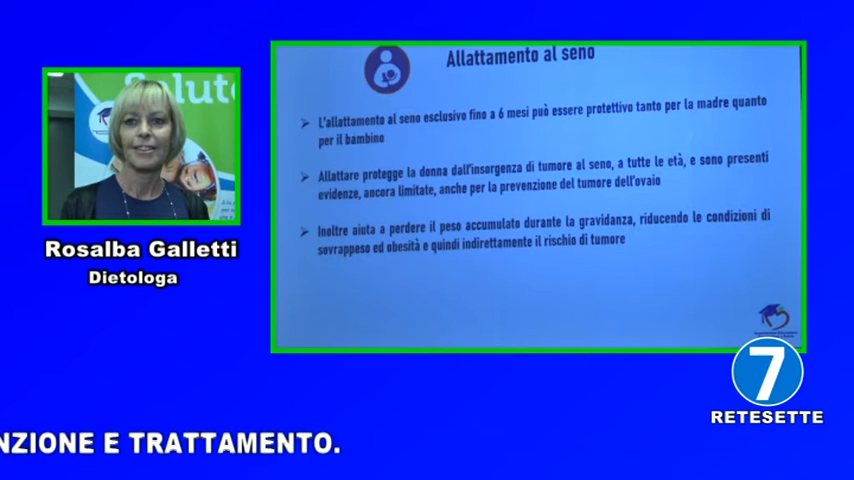 Salute
Rosalba Galletti
Dietologa
Allattamento al seno
➢ L'allattamento al seno esclusivo fino a 6 mesi può essere protettivo tanto per la madre quanto
per il bambino
➢ Allattare protegge la donna dall'insorgenza di tumore al seno, a tutte le età, e sono presenti
evidenze, ancora limitate, anche per la prevenzione del tumore dell'ovaio
➢ Inoltre aiuta a perdere il peso accumulato durante la gravidanza, riducendo le condizioni di
sovrappeso ed obesità e quindi indirettamente il rischio di tumore
7
RETESETTE
NZIONE E TRATTAMENTO.